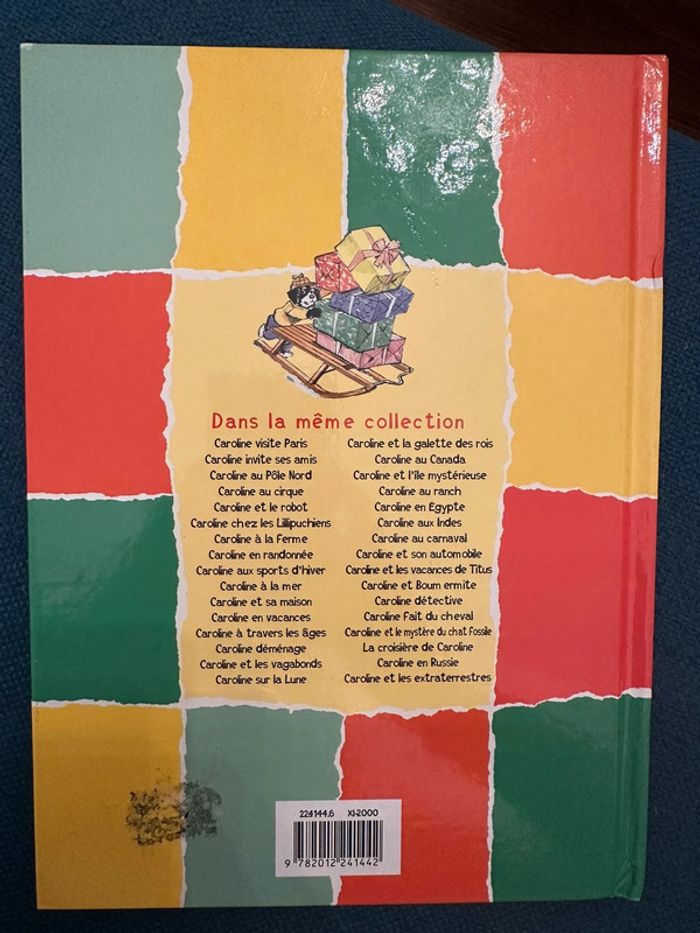 Dans la même collection
Caroline visite Paris
Caroline invite ses amis
Caroline au Pôle Nord
Caroline au cirque
Caroline et le robot
Caroline chez les Lillipuchiens
Caroline à la ferme
Caroline en randonnée
Caroline aux sports d'hiver
Caroline à la mer
Caroline et sa maison
Caroline en vacances
Caroline à travers les âges
Caroline déménage
Caroline et les vagabonds
Caroline sur la Lune
Caroline et la galette des rois
Caroline au Canada
Caroline et l'île mystérieuse
Caroline au ranch
Caroline en Égypte
Caroline aux Indes
Caroline au carnaval
Caroline et son automobile
Caroline et les vacances de Titus
Caroline et Boum ermite
Caroline détective
Caroline fait du cheval
Caroline et le mystère du chat fossile
La croisière de Caroline
Caroline en Russie
Caroline et les extraterrestres
224144.6 XI-2000
9 782012 241442